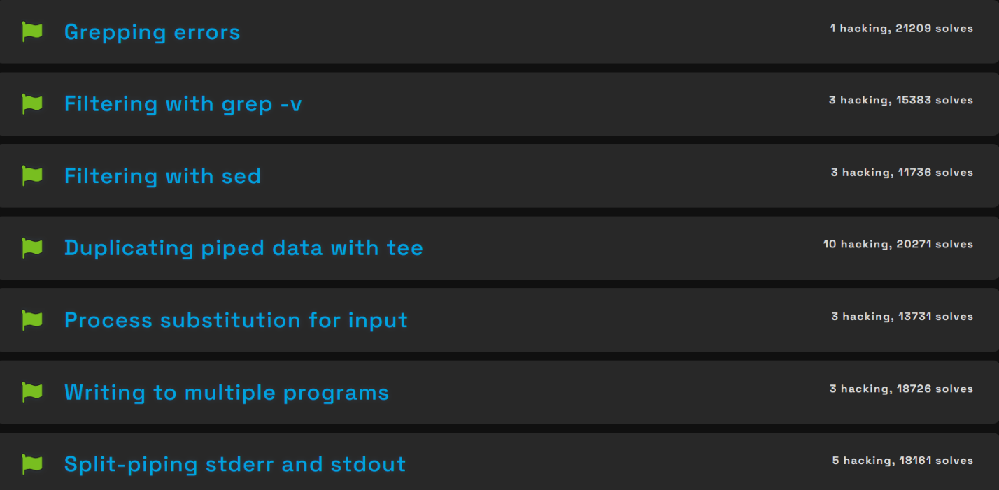 Grepping errors
1 hacking, 21209 solves
Filtering with grep -v
3 hacking, 15383 solves
Filtering with sed
3 hacking, 11736 solves
Duplicating piped data with tee
10 hacking, 20271 solves
Process substitution for input
3 hacking, 13731 solves
Writing to multiple programs
3 hacking, 18726 solves
Split-piping stderr and stdout
5 hacking, 18161 solves